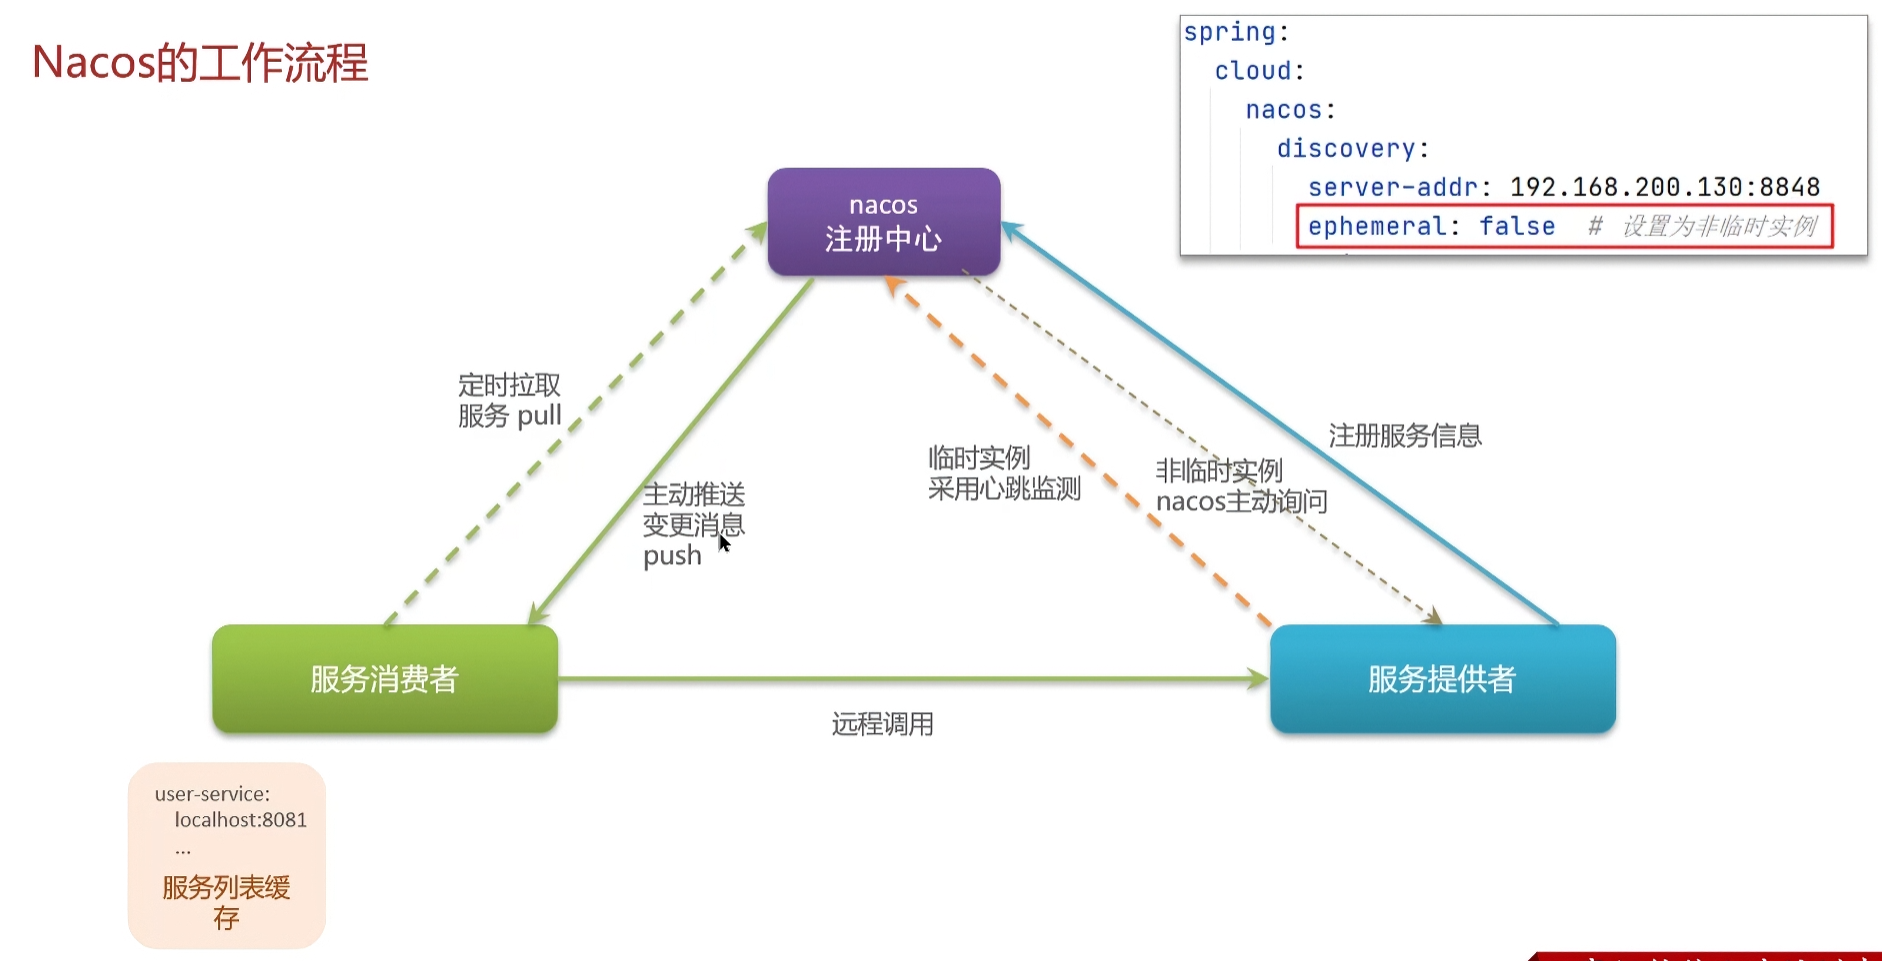 Nacos的工作流程
spring:
cloud:
nacos:
discovery:
server-addr: 192.168.200.130:8848
ephemeral: false # 设置为非临时实例
nacos
注册中心
定时拉取
服务 pull
主动推送
变更消息
push
临时实例
采用心跳监测
非临时实例
nacos主动询问
注册服务信息
服务消费者
远程调用
服务提供者
user-service:
localhost:8081
...
服务列表缓
存